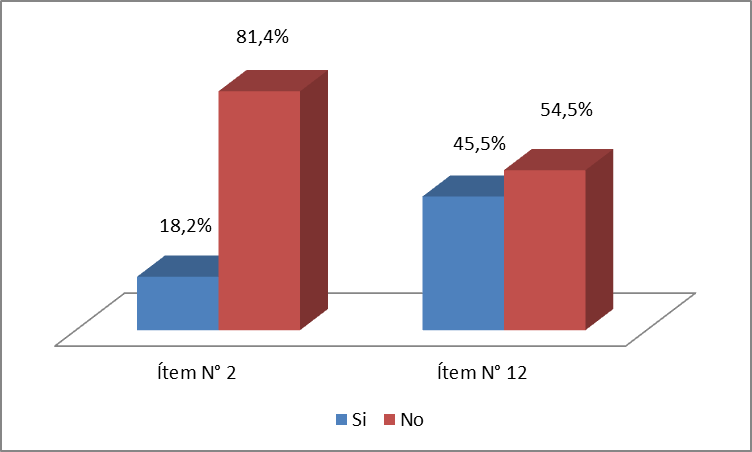 81,4%
54,5%
45,5%
18,2%
Ítem N° 2
Ítem N° 12
Si
No